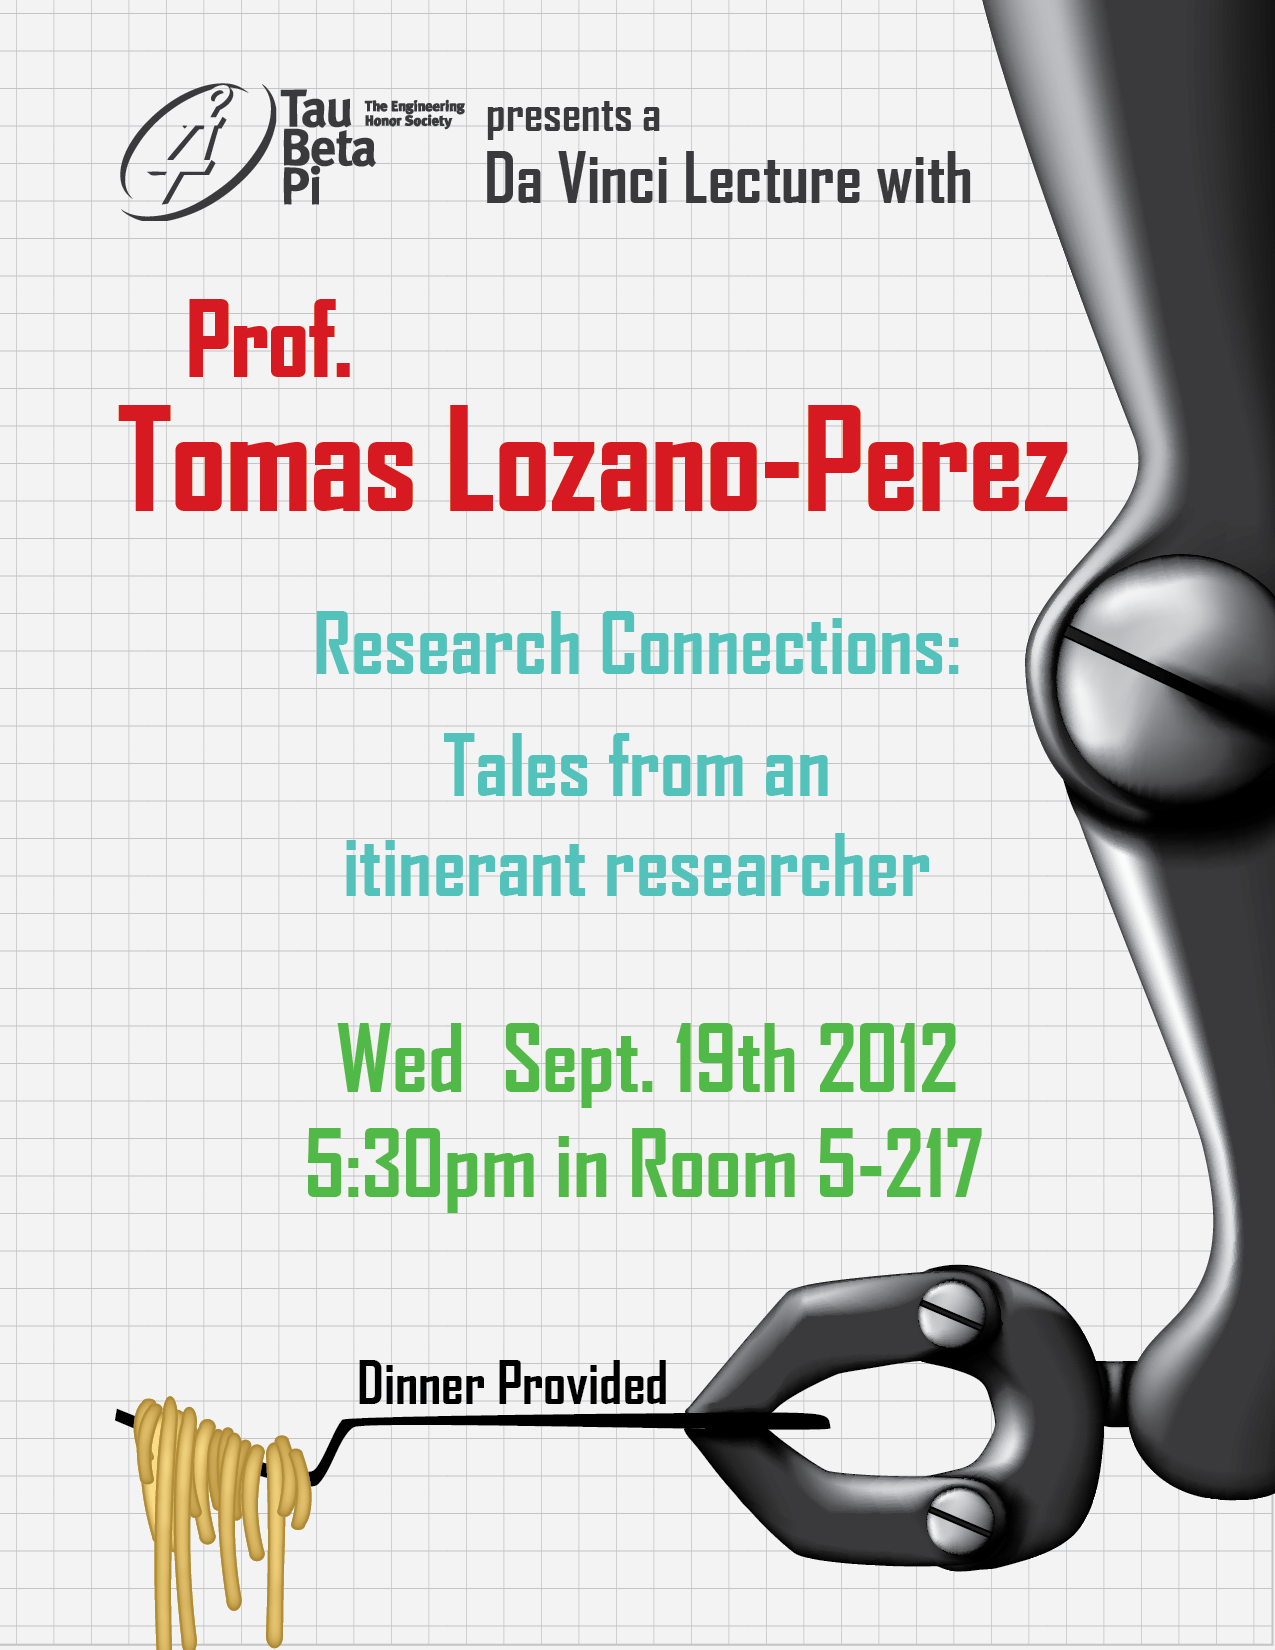 Tau
Beta
Pi
The Engineering
Honor Society
presents a
Da Vinci Lecture with
Prof.
Tomas Lozano-Perez
Research Connections:
Tales from an
itinerant researcher
Wed Sept. 19th 2012
5:30pm in Room 5-217
Dinner Provided